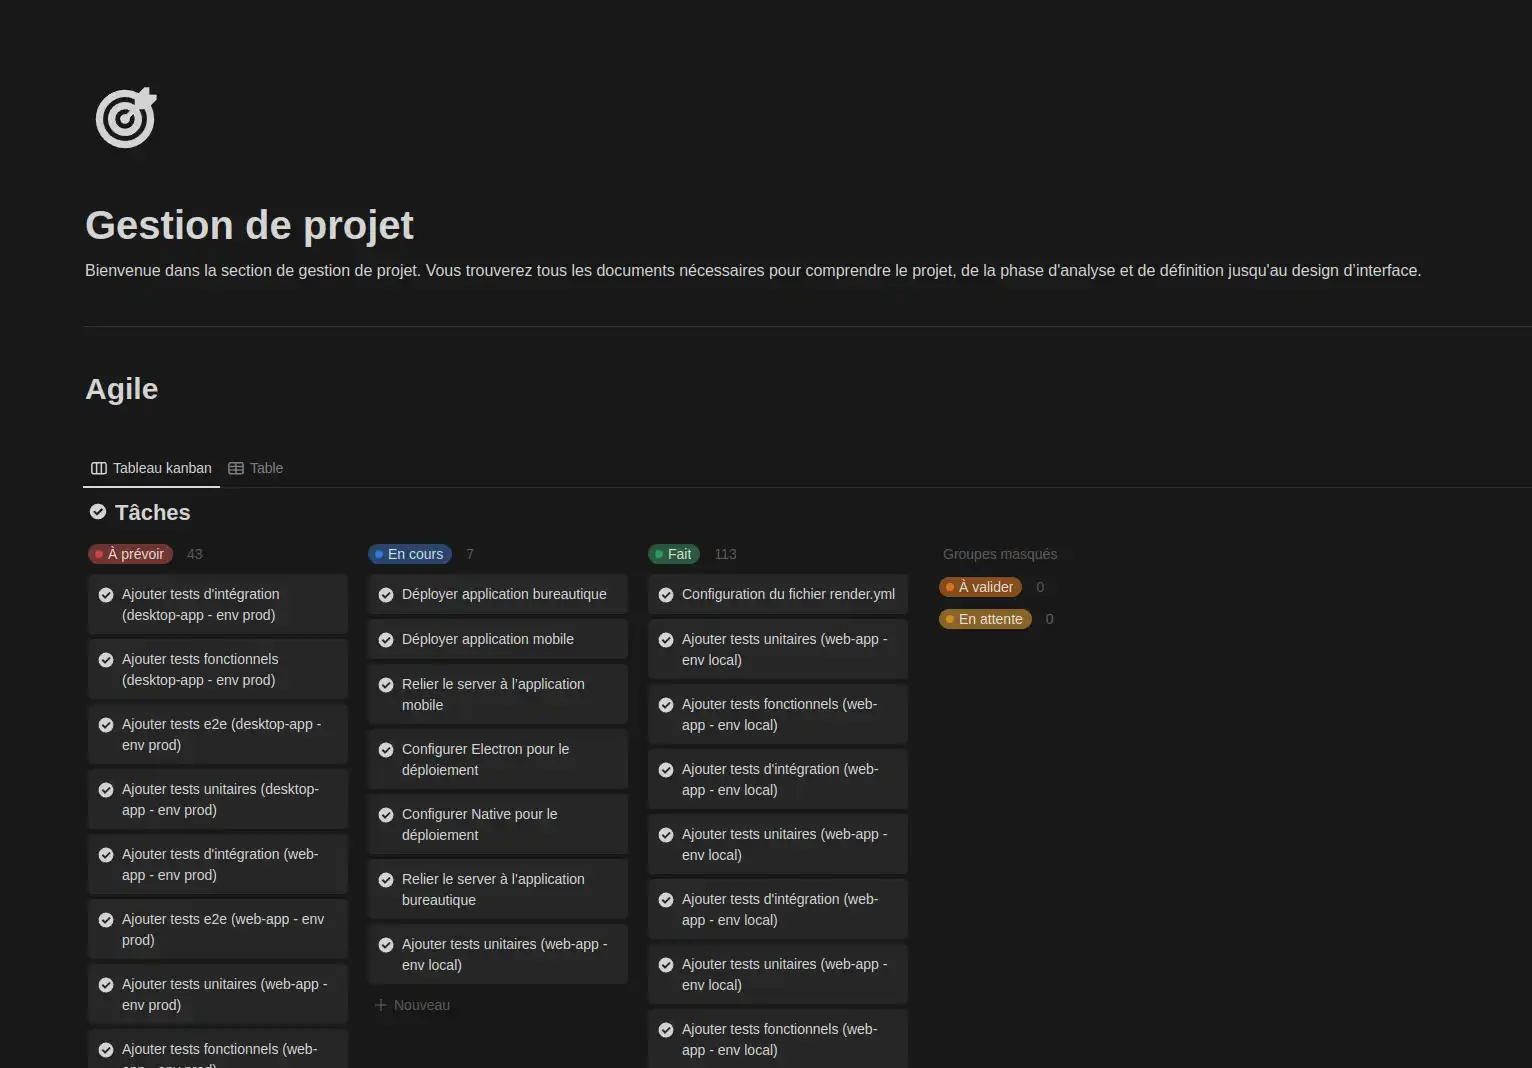 Gestion de projet
Bienvenue dans la section de gestion de projet. Vous trouverez tous les documents nécessaires pour comprendre le projet, de la phase d'analyse et de définition jusqu'au design d’interface.
Agile
Tableau kanban
Table
Tâches
À prévoir 43
Ajouter tests d'intégration
(desktop-app - env prod)
Ajouter tests fonctionnels
(desktop-app - env prod)
Ajouter tests e2e (desktop-app -
env prod)
Ajouter tests unitaires (desktop-
app - env prod)
Ajouter tests d'intégration (web-
app - env prod)
Ajouter tests e2e (web-app - env
prod)
Ajouter tests unitaires (web-app -
env prod)
Ajouter tests fonctionnels (web-
app - env prod)
En cours 7
Déployer application bureautique
Déployer application mobile
Relier le server à l’application
mobile
Configurer Electron pour le
déploiement
Configurer Native pour le
déploiement
Relier le server à l’application
bureautique
Ajouter tests unitaires (web-app -
env local)
Nouveau
Fait 113
Configuration du fichier render.yml
Ajouter tests unitaires (web-app -
env local)
Ajouter tests fonctionnels (web-
app - env local)
Ajouter tests d'intégration (web-
app - env local)
Ajouter tests unitaires (web-app -
env local)
Ajouter tests d'intégration (web-
app - env local)
Ajouter tests unitaires (web-app -
env local)
Ajouter tests fonctionnels (web-
app - env local)
Groupes masqués
À valider 0
En attente 0